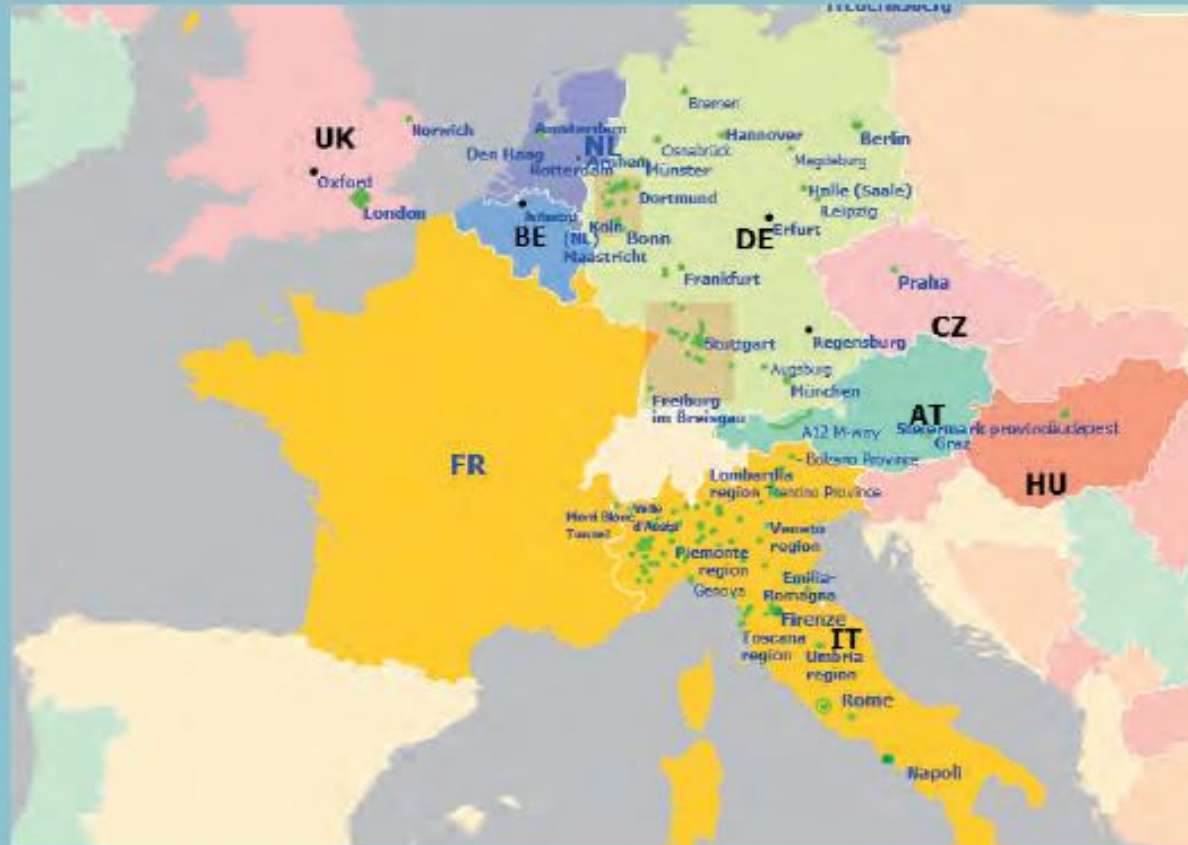 Bremen
UK
Norwich
Amsterdam
Hannover
Berlin
NL
Den Haag
Osnabrück
Magdeburg
Arnhem
Rotterdam
Münster
Oxford
Halle (Saale)
Dortmund
London
Leipzig
Köln
BE
(NL)
Bonn
DE
Erfurt
Maastricht
Frankfurt
Praha
CZ
Stuttgart
Regensburg
Augsburg
München
Freiburg
im Breisgau
AT
A12 M-way
Steiermark province
Budapest
Graz
FR
Bolzano Province
Lombardia
region
Trentino Province
HU
Mont Blanc
Tunnel
Valle
d'Aosta
Veneto
region
Piemonte
region
Genova
Emilia-
Romagna
Firenze
IT
Toscana
region
Umbria
region
Rome
Napoli